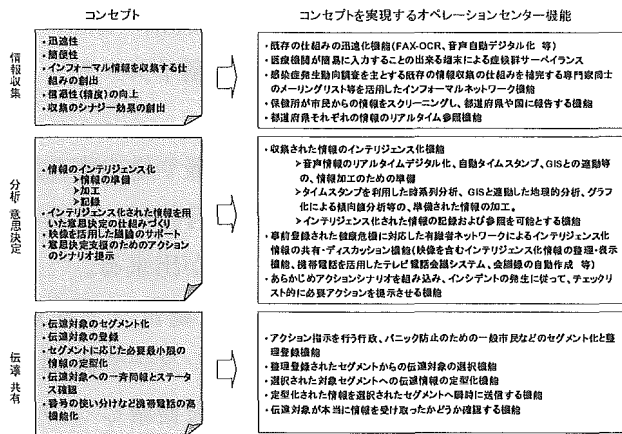 コンセプト
コンセプトを実現するオペレーションセンター機能
情報収集
・迅速性
・簡便性
・インフォーマル情報を収集する仕
組みの創出
・信憑性(精度)の向上
・収集のシナジー効果の創出
・既存の仕組みの迅速化機能(FAX-OCR、音声自動デジタル化 等)
・医療機関が簡易に入力することの出来る端末による症候群サーベイランス
・感染症発生動向調査を主とする既存の情報収集の仕組みを補完する専門家同士
のメーリングリスト等を活用したインフォーマルネットワーク機能
・保健所が市民からの情報をスクリーニングし、都道府県や国に報告する機能
・都道府県それぞれの情報のリアルタイム参照機能
分析/意思決定
・情報のインテリジェンス化
>情報の準備
>加工
>記録
・インテリジェンス化された情報を用
いた意思決定の仕組みづくり
・映像を活用した議論のサポート
・意思決定支援のためのアクション
のシナリオ提示
・収集された情報のインテリジェンス化機能
>音声情報のリアルタイムデジタル化、自動タイムスタンプ、GISとの連動等
の、情報加工のための準備
>タイムスタンプを利用した時系列分析、GISと連動した地理的分析、グラフ
化による傾向値分析等の、準備された情報の加工。
>インテリジェンス化された情報の記録および参照を可能とする機能
・事前登録された健康危機に対応した有識者ネットワークによるインテリジェンス化
情報の共有・ディスカッション機能(映像を含むインテリジェンス化情報の整理・表示
機能、携帯電話を活用したテレビ電話会議システム、会議録の自動作成 等)
・あらかじめアクションシナリオを組み込み、インシデントの発生に従って、チェックリ
スト的に必要アクションを提示させる機能
伝達/共有
・伝達対象のセグメント化
・伝達対象の登録
・セグメントに応じた必要最小限の
情報の定型化
・伝達対象への一斉同報とステータ
ス確認
・番号の使い分けなど携帯電話の高
機能化
・アクション指示を行う行政、パニック防止のための一般市民などのセグメント化と整
理登録機能
・整理登録されたセグメントからの伝達対象の選択機能
・選択された対象セグメントへの伝達情報の定型化機能
・定型化された情報を選択されたセグメントへ瞬時に送信する機能
・伝達対象が本当に情報を受け取ったかどうか確認する機能